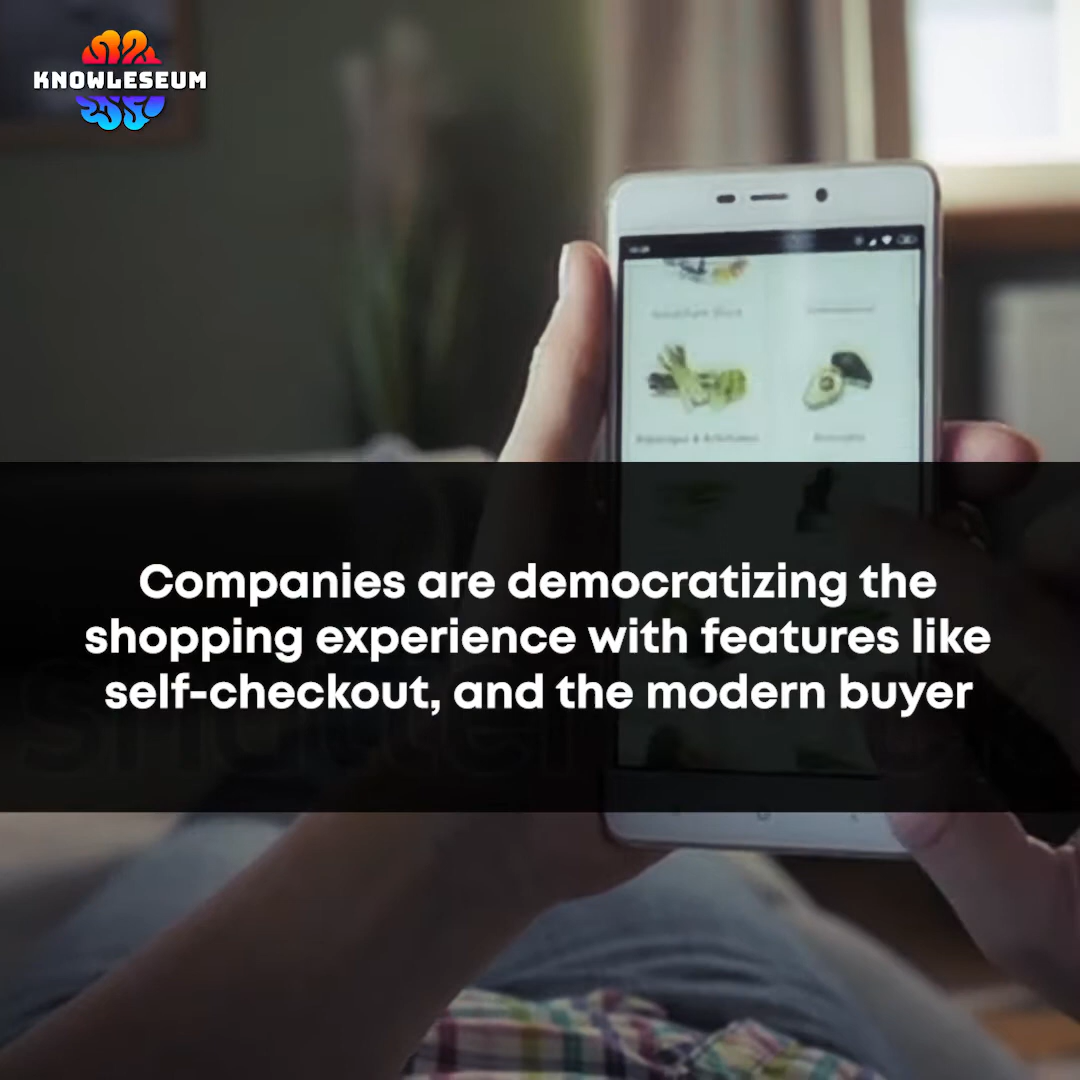 KNOWLESEUM
Companies are democratizing the
shopping experience with features like
self-checkout, and the modern buyer